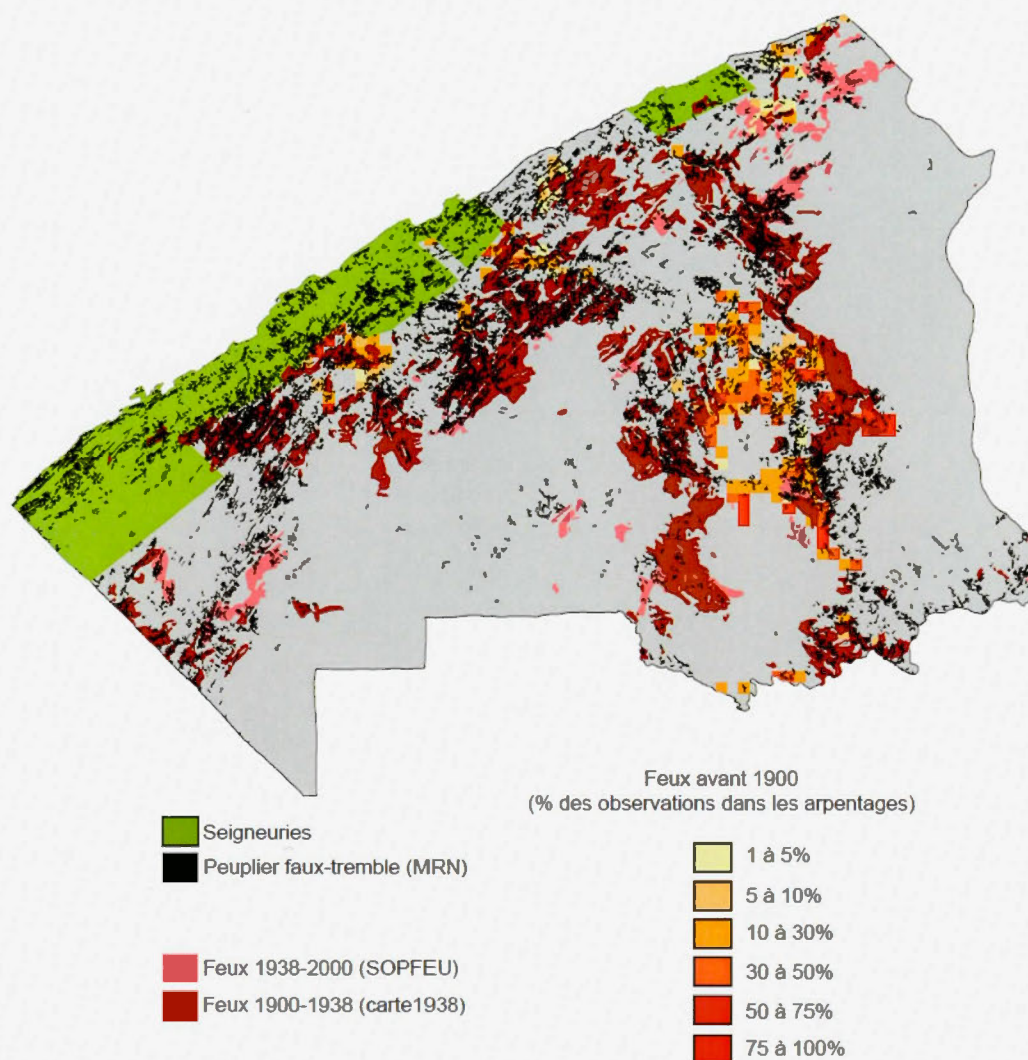 Feux avant 1900
(% des observations dans les arpentages)
Seigneuries
Peuplier faux-tremble (MRN)
Feux 1938-2000 (SOPFEU)
Feux 1900-1938 (carte1938)
1 à 5%
5 à 10%
10 à 30%
30 à 50%
50 à 75%
75 à 100%